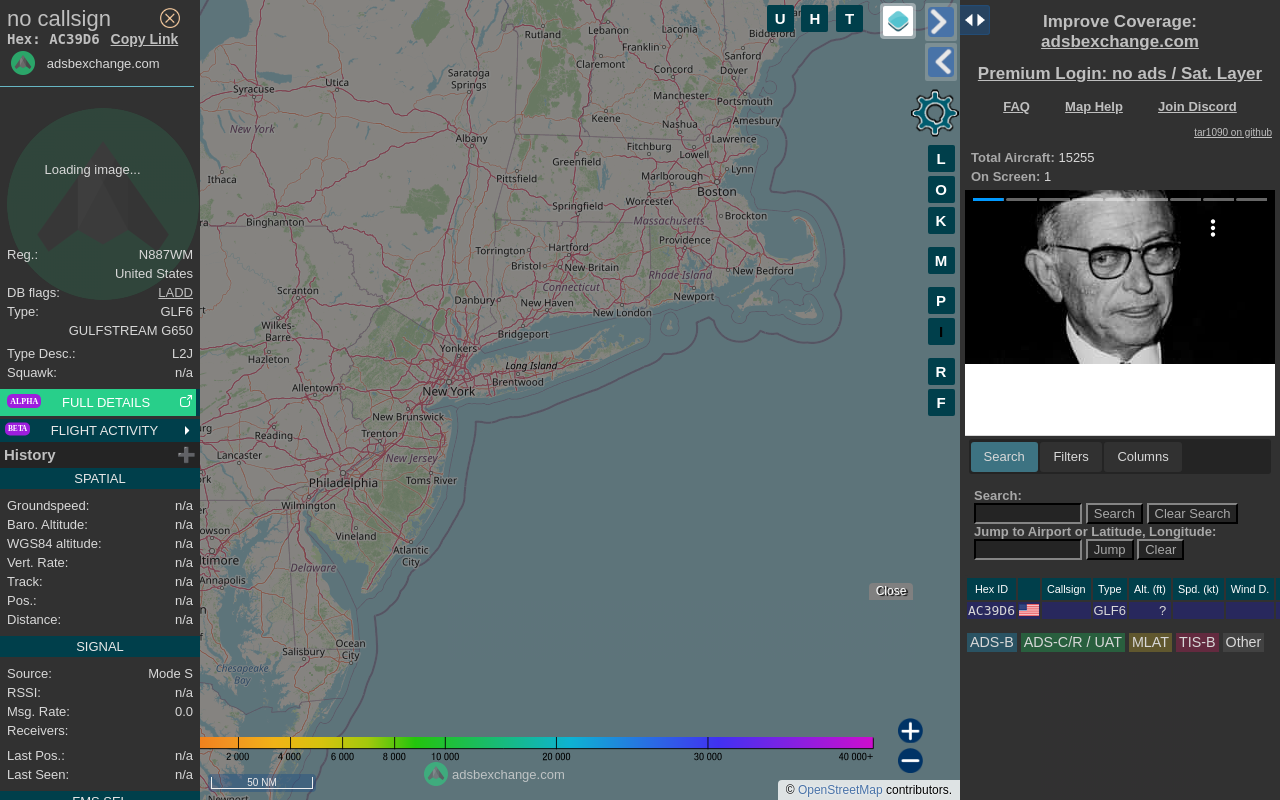 no callsign
Hex: AC39D6 Copy Link
adsbexchange.com
Loading image...
Reg.: N887WM
United States
DB flags: LADD
Type: GLF6
GULFSTREAM G650
Type Desc.: L2J
Squawk: n/a
ALPHA FULL DETAILS
BETA FLIGHT ACTIVITY
History
SPATIAL
Groundspeed: n/a
Baro. Altitude: n/a
WGS84 altitude: n/a
Vert. Rate: n/a
Track: n/a
Pos.: n/a
Distance: n/a
SIGNAL
Source: Mode S
RSSI: n/a
Msg. Rate: 0.0
Receivers:
Last Pos.: n/a
Last Seen: n/a
FMS SEL
U H T
L
O
K
M
P
I
R
F
Rutland
Lebanon
Laconia
Franklin
Biddeford
Claremont
Sanford
Concord
Dover
Saratoga
Springs
Utica
Syracuse
Manchester
Portsmouth
Keene
Nashua
Amesbury
New York
Albany
Lawrence
Fitchburg
Lowell
Greenfield
Lynn
Ithaca
Pittsfield
Marlborough
Boston
Worcester
Springfield
Massachusetts
Brockton
Binghamton
Providence
Torrington
Hartford
Bristol
New Britain
Rhode Island
New Bedford
Connecticut
Scranton
Danbury
New Haven
Newport
New London
Wilkes-
Barre
Bridgeport
Hazleton
Yonkers
Long Island
Brentwood
Allentown
New York
New Brunswick
Reading
Trenton
Lancaster
New Jersey
Philadelphia
Toms River
Wilmington
Vineland
Atlantic
City
Annapolis
Delaware
Ocean
City
Salisbury
Chesapeake
Bay
Close
2 000 4 000 6 000 8 000 10 000 20 000 30 000 40 000+
adsbexchange.com
50 NM
© OpenStreetMap contributors.
Improve Coverage:
adsbexchange.com
Premium Login: no ads / Sat. Layer
FAQ Map Help Join Discord
tar1090 on github
Total Aircraft: 15255
On Screen: 1
Search Filters Columns
Search:
Search Clear Search
Jump to Airport or Latitude, Longitude:
Jump Clear
Hex ID Callsign Type Alt. (ft) Spd. (kt) Wind D.
AC39D6 GLF6 ?
ADS-B ADS-C/R / UAT MLAT TIS-B Other